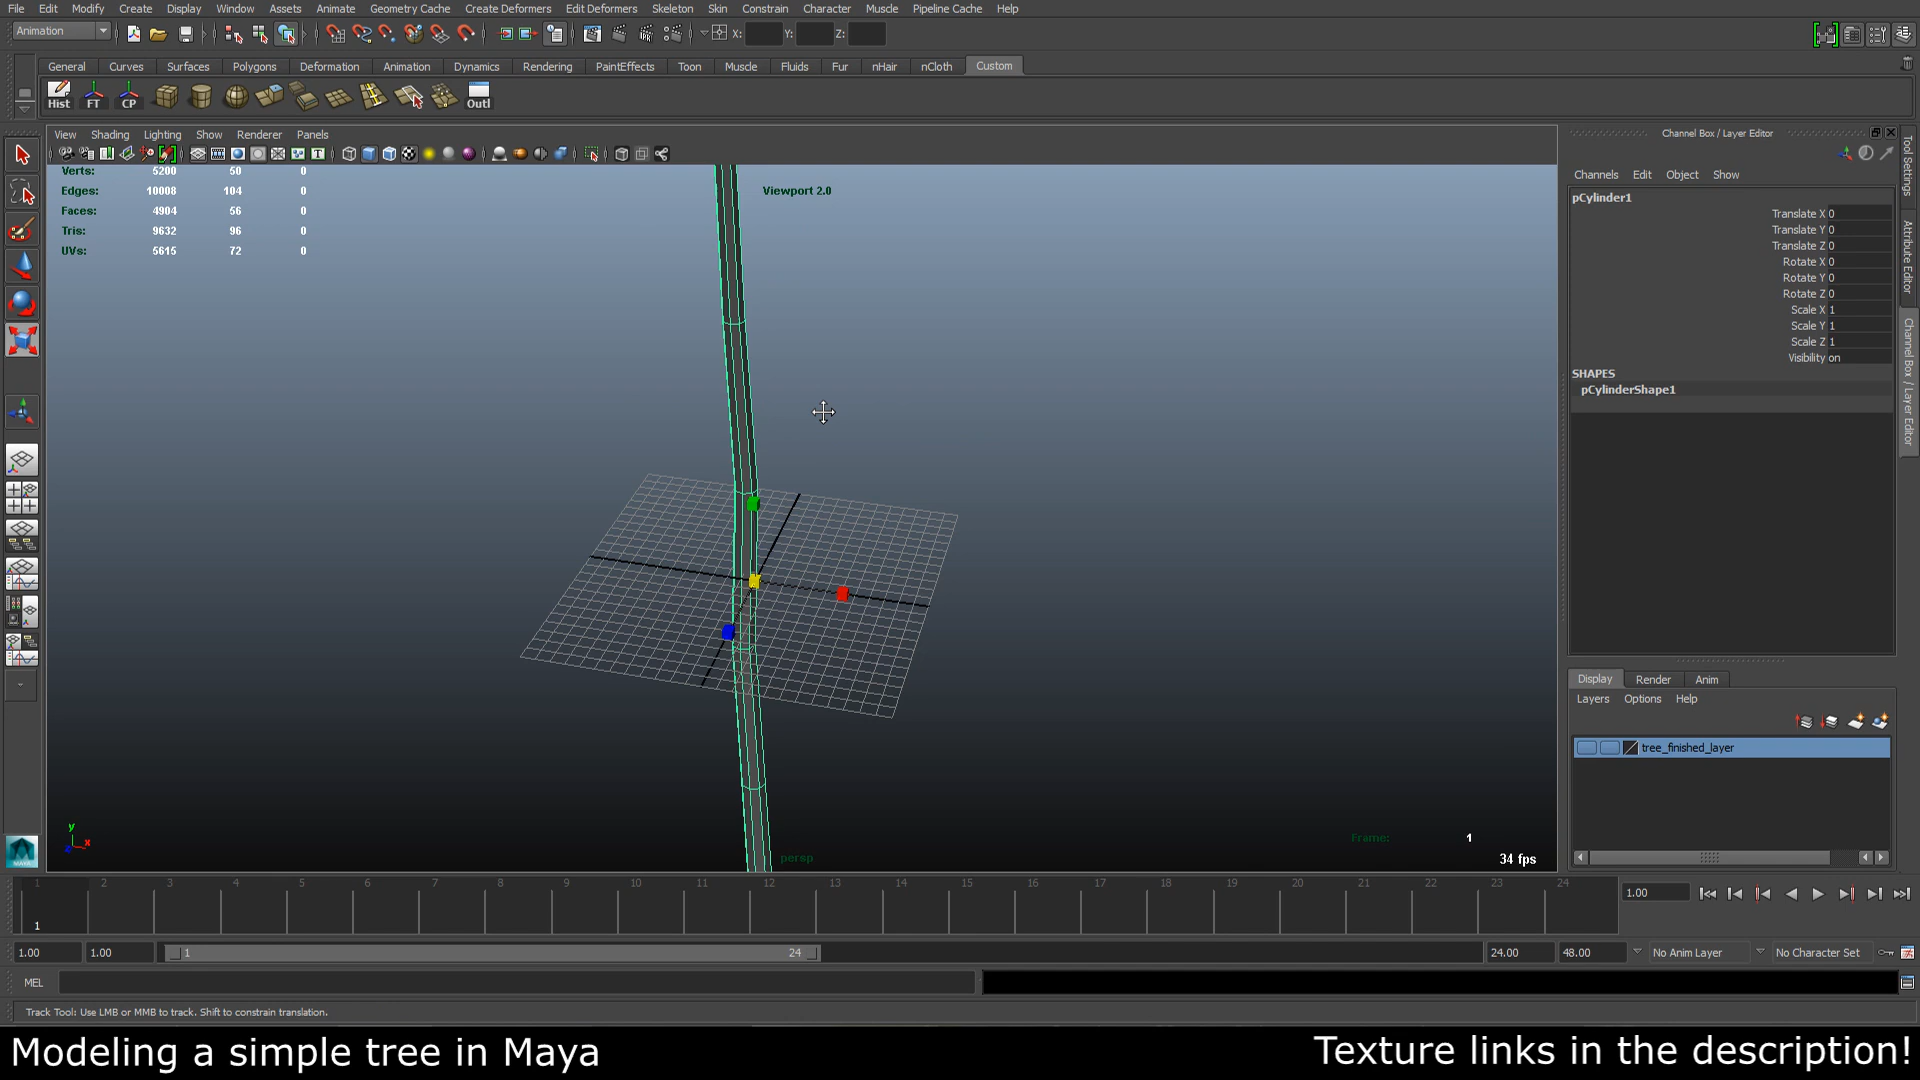 File Edit Modify Create Display Window Assets Animate Geometry Cache Create Deformers Edit Deformers Skeleton Skin Constrain Character Muscle Pipeline Cache Help
Animation X: Y: Z:
General Curves Surfaces Polygons Deformation Animation Dynamics Rendering PaintEffects Toon Muscle Fluids Fur nHair nCloth Custom
Hist FT CP Outl
View Shading Lighting Show Renderer Panels
Verts: 5200 50 0
Edges: 10008 104 0
Faces: 4904 56 0
Tris: 9632 96 0
UVs: 5615 72 0
Viewport 2.0
y
x
persp
Frame: 1
34 fps
Channel Box / Layer Editor
Channels Edit Object Show
pCylinder1
Translate X 0
Translate Y 0
Translate Z 0
Rotate X 0
Rotate Y 0
Rotate Z 0
Scale X 1
Scale Y 1
Scale Z 1
Visibility on
SHAPES
pCylinderShape1
Display Render Anim
Layers Options Help
tree_finished_layer
Tool Settings
Attribute Editor
Channel Box / Layer Editor
1 2 3 4 5 6 7 8 9 10 11 12 13 14 15 16 17 18 19 20 21 22 23 24
1
1.00
1.00 1.00 1 24 24.00 48.00 No Anim Layer No Character Set
MEL
Track Tool: Use LMB or MMB to track. Shift to constrain translation.
Modeling a simple tree in Maya
Texture links in the description!